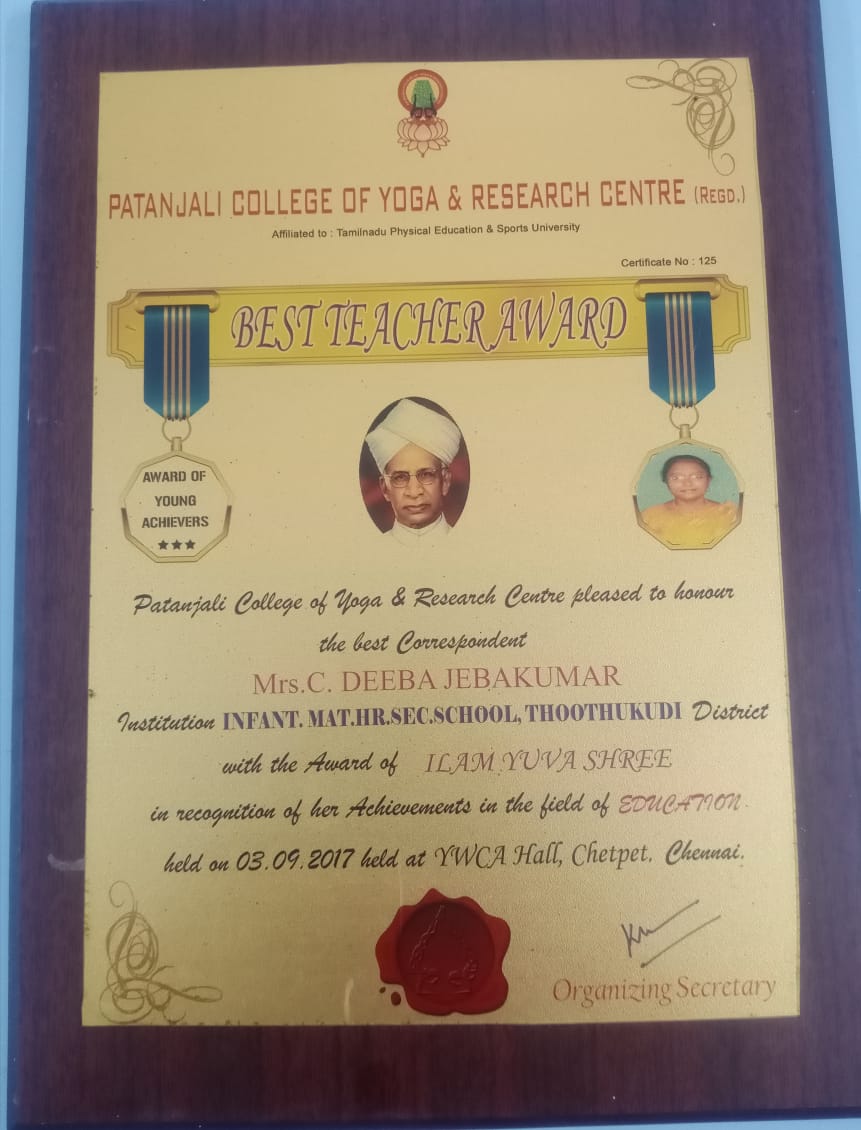 PATANJALI COLLEGE OF YOGA & RESEARCH CENTRE (REGD.)
Affiliated to : Tamilnadu Physical Education & Sports University
Certificate No : 125
BEST TEACHER AWARD
AWARD OF
YOUNG
ACHIEVERS
Patanjali College of Yoga & Research Centre pleased to honour
the best Correspondent
Mrs.C. DEEBA JEBAKUMAR
Institution INFANT. MAT.HR.SEC.SCHOOL, THOOTHUKUDI District
with the Award of ILAM YUVA SHREE
in recognition of her Achievements in the field of EDUCATION.
held on 03.09.2017 held at YWCA Hall, Chetpet, Chennai.
Organizing Secretary